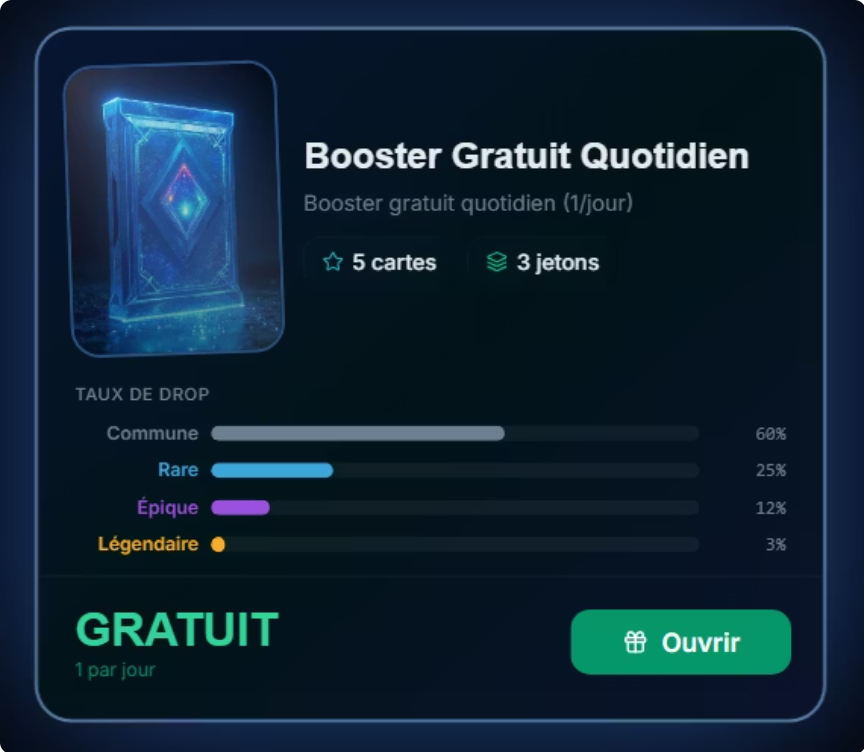 Booster Gratuit Quotidien
Booster gratuit quotidien (1/jour)
5 cartes
3 jetons
TAUX DE DROP
Commune 60%
Rare 25%
Épique 12%
Légendaire 3%
GRATUIT
1 par jour
Ouvrir